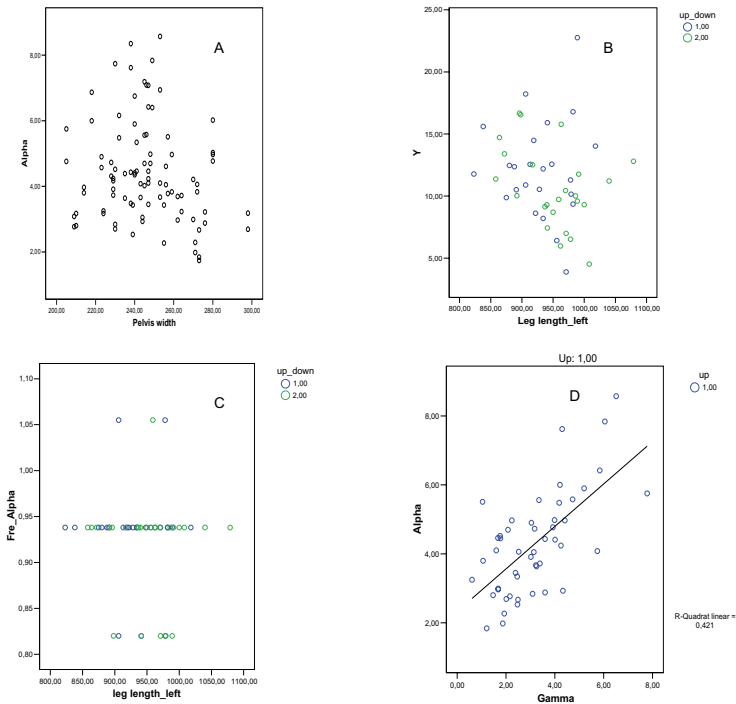 A
8,00
6,00
4,00
2,00
Alpha
200,00 220,00 240,00 260,00 280,00 300,00
Pelvis width
B
25,00
20,00
15,00
10,00
5,00
Y
800,00 850,00 900,00 950,00 1000,00 1050,00 1100,00
Leg length_left
up_down
1,00
2,00
C
1,10
1,05
1,00
0,95
0,90
0,85
0,80
Fre_Alpha
800,00 850,00 900,00 950,00 1000,00 1050,00 1100,00
leg length_left
up_down
1,00
2,00
Up: 1,00
D
8,00
6,00
4,00
2,00
Alpha
0,00 2,00 4,00 6,00 8,00
Gamma
up
1,00
R-Quadrat linear =
0,421